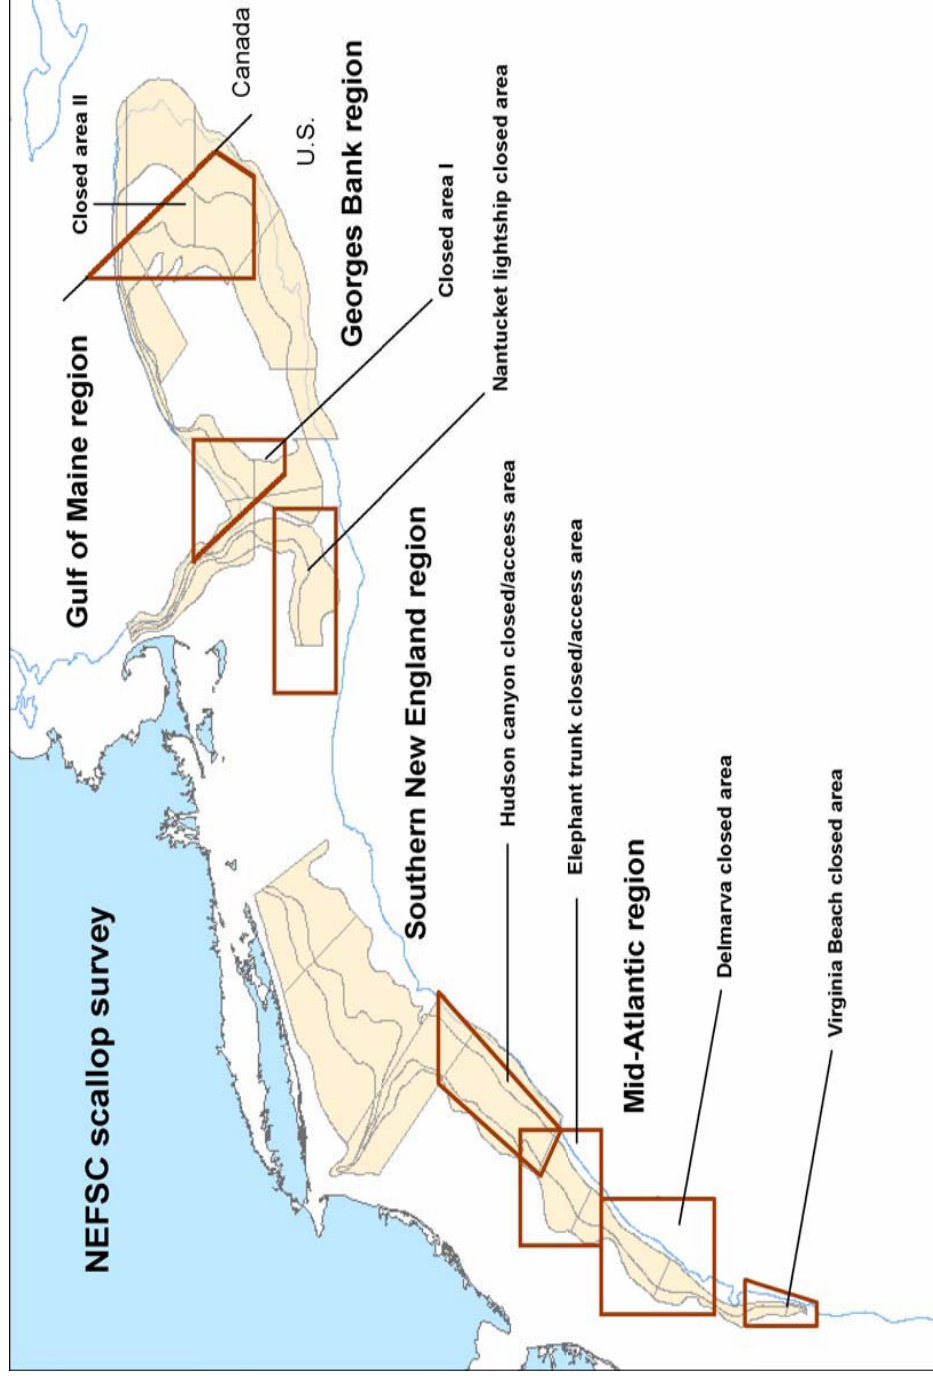 NEFSC scallop survey
Gulf of Maine region
Closed area II
Canada
U.S.
Georges Bank region
Closed area I
Nantucket lightship closed area
Southern New England region
Hudson canyon closed/access area
Elephant trunk closed/access area
Mid-Atlantic region
Delmarva closed area
Virginia Beach closed area